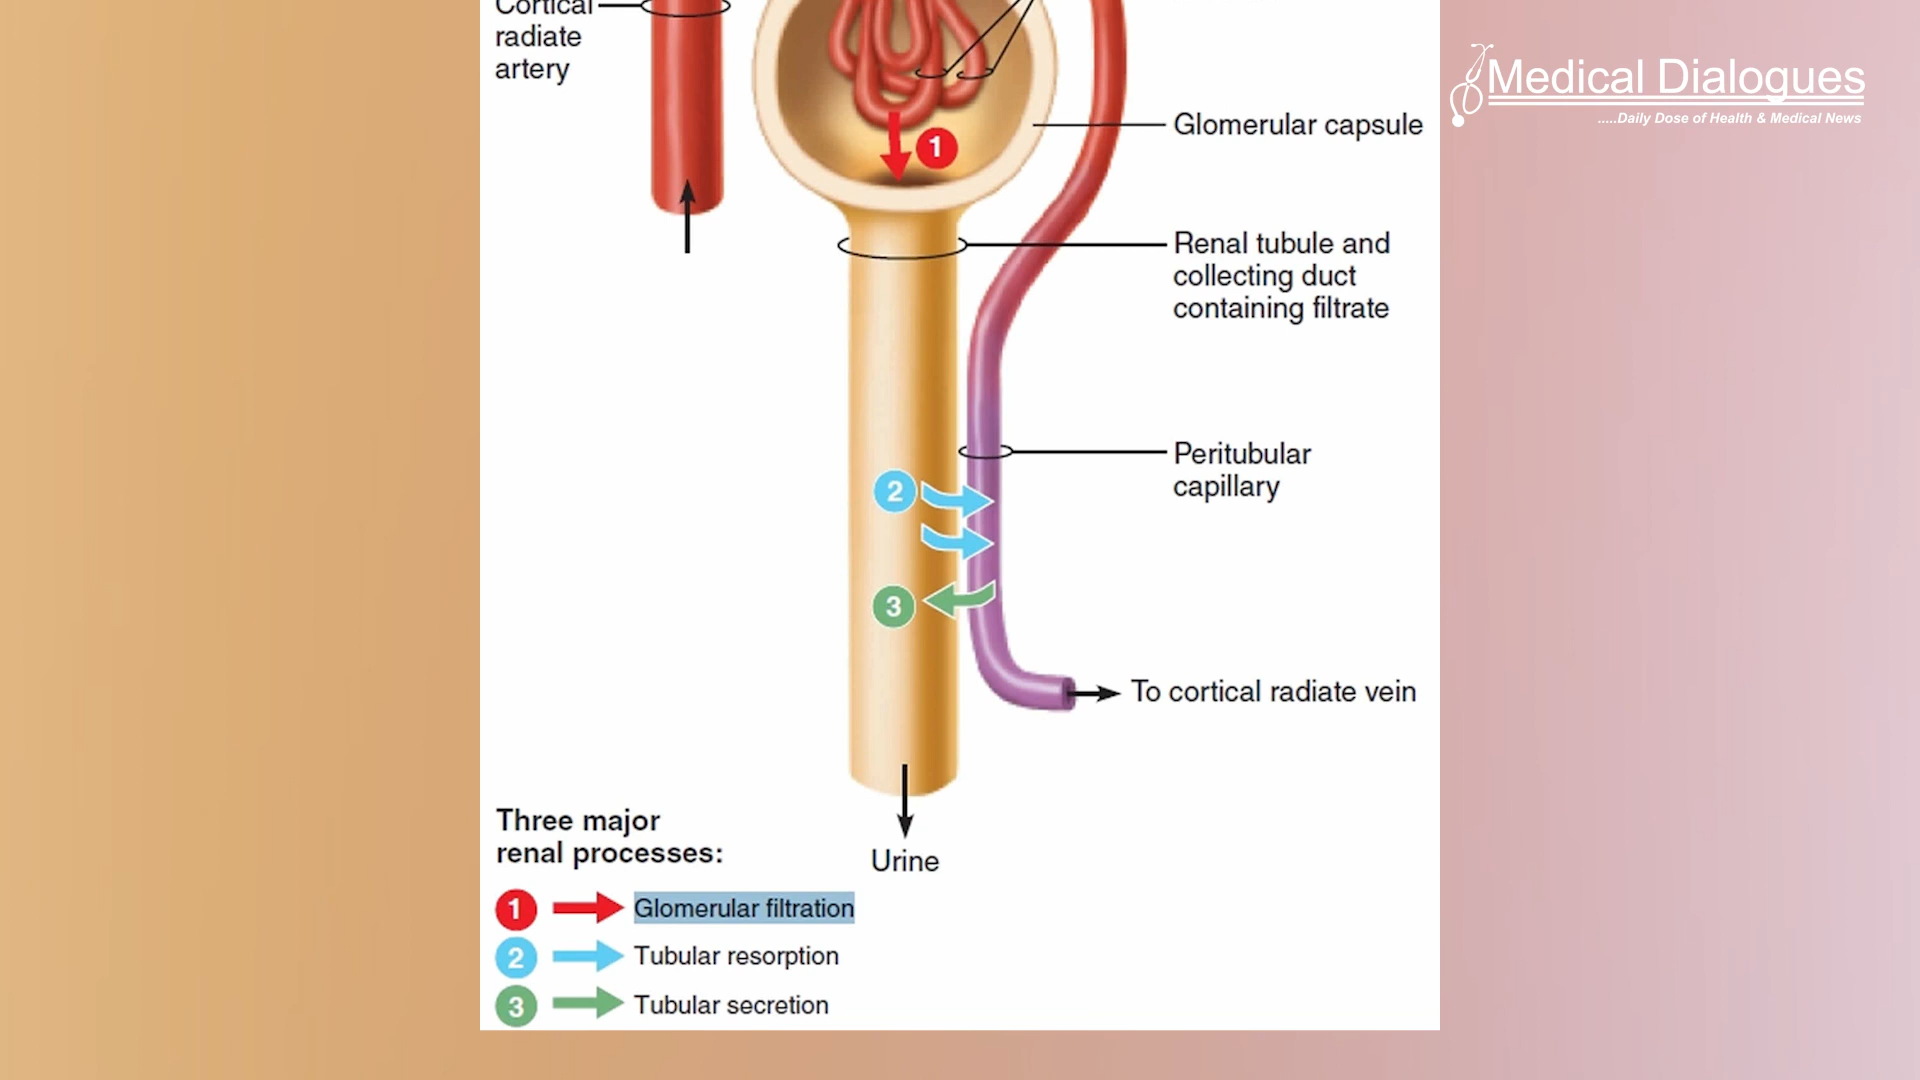 Cortical
radiate
artery
Medical Dialogues
.....Daily Dose of Health & Medical News
1
Glomerular capsule
Renal tubule and
collecting duct
containing filtrate
Peritubular
capillary
2
3
To cortical radiate vein
Urine
Three major
renal processes:
1 Glomerular filtration
2 Tubular resorption
3 Tubular secretion